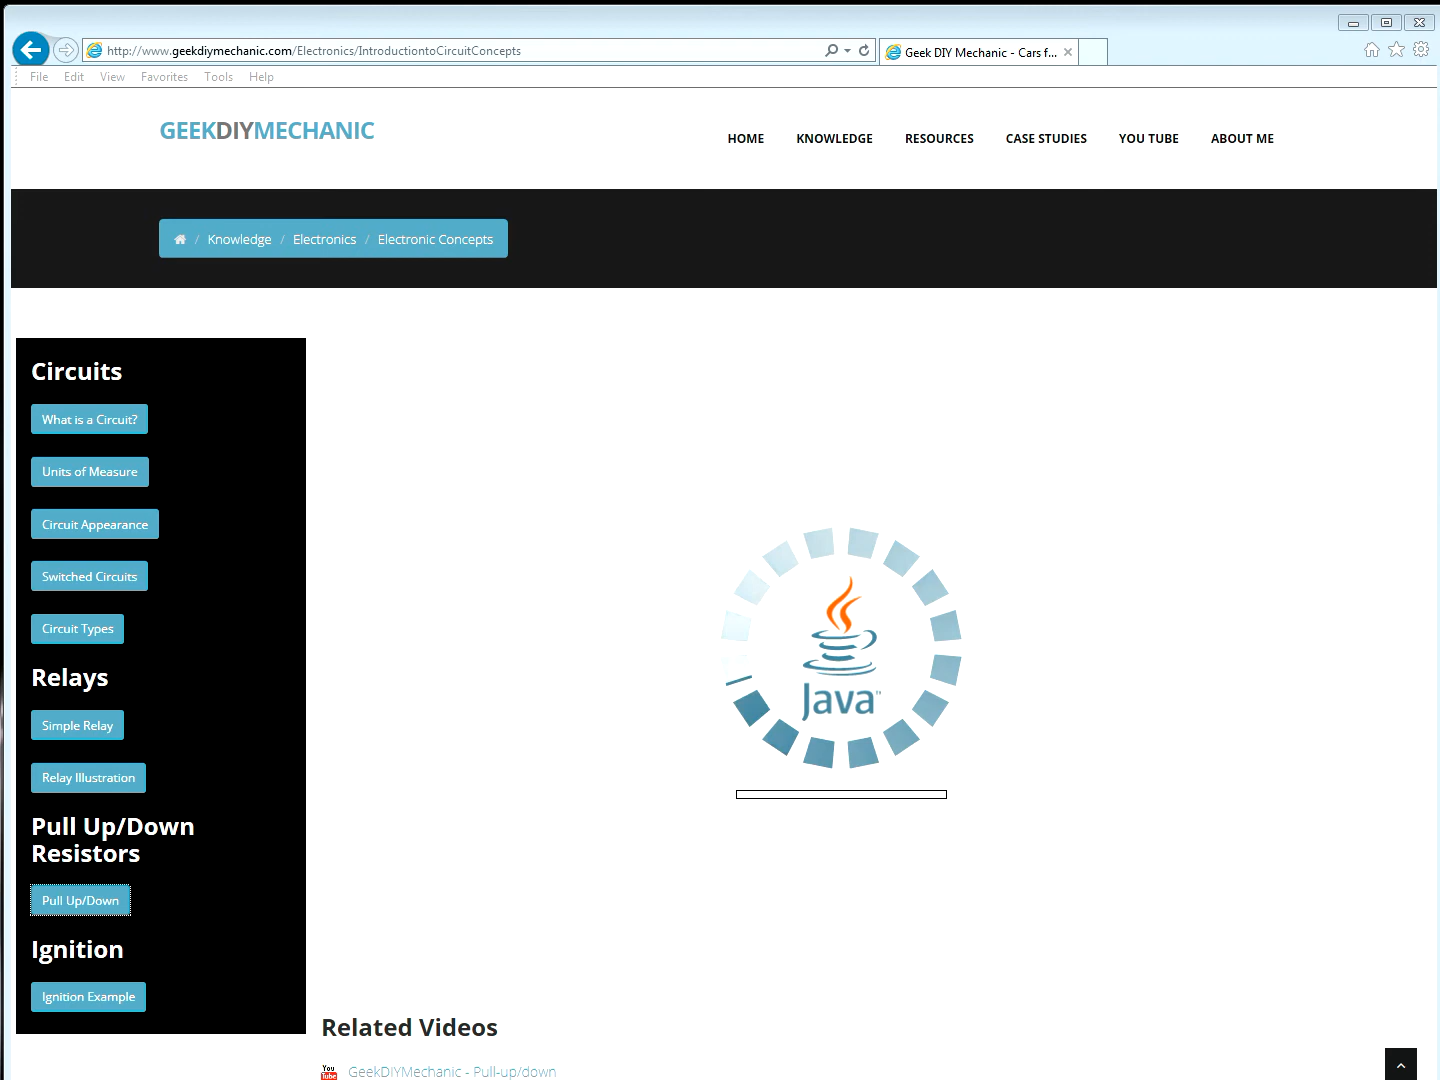 http://www.geekdiymechanic.com/Electronics/IntroductiontoCircuitConcepts
Geek DIY Mechanic - Cars f...
File Edit View Favorites Tools Help
GEEKDIYMECHANIC
HOME KNOWLEDGE RESOURCES CASE STUDIES YOU TUBE ABOUT ME
/ Knowledge / Electronics / Electronic Concepts
Circuits
What is a Circuit?
Units of Measure
Circuit Appearance
Switched Circuits
Circuit Types
Relays
Simple Relay
Relay Illustration
Pull Up/Down
Resistors
Pull Up/Down
Ignition
Ignition Example
Java™
Related Videos
You
Tube
GeekDIYMechanic - Pull-up/down